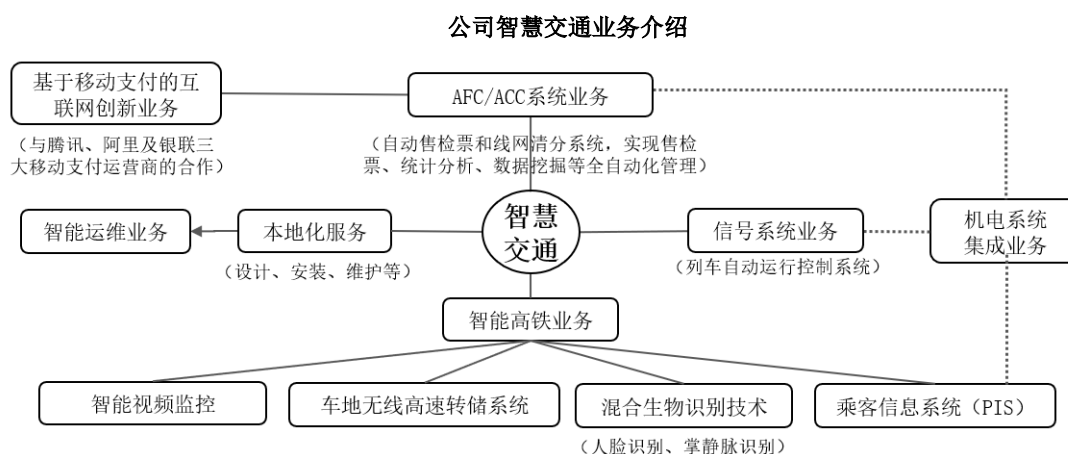 公司智慧交通业务介绍
基于移动支付的互
联网创新业务
（与腾讯、阿里及银联三
大移动支付运营商的合作）
AFC/ACC系统业务
（自动售检票和线网清分系统，实现售检
票、统计分析、数据挖掘等全自动化管理）
智慧
交通
智能运维业务
本地化服务
（设计、安装、维护等）
信号系统业务
（列车自动运行控制系统）
机电系统
集成业务
智能高铁业务
智能视频监控
车地无线高速转储系统
混合生物识别技术
（人脸识别、掌静脉识别）
乘客信息系统（PIS）